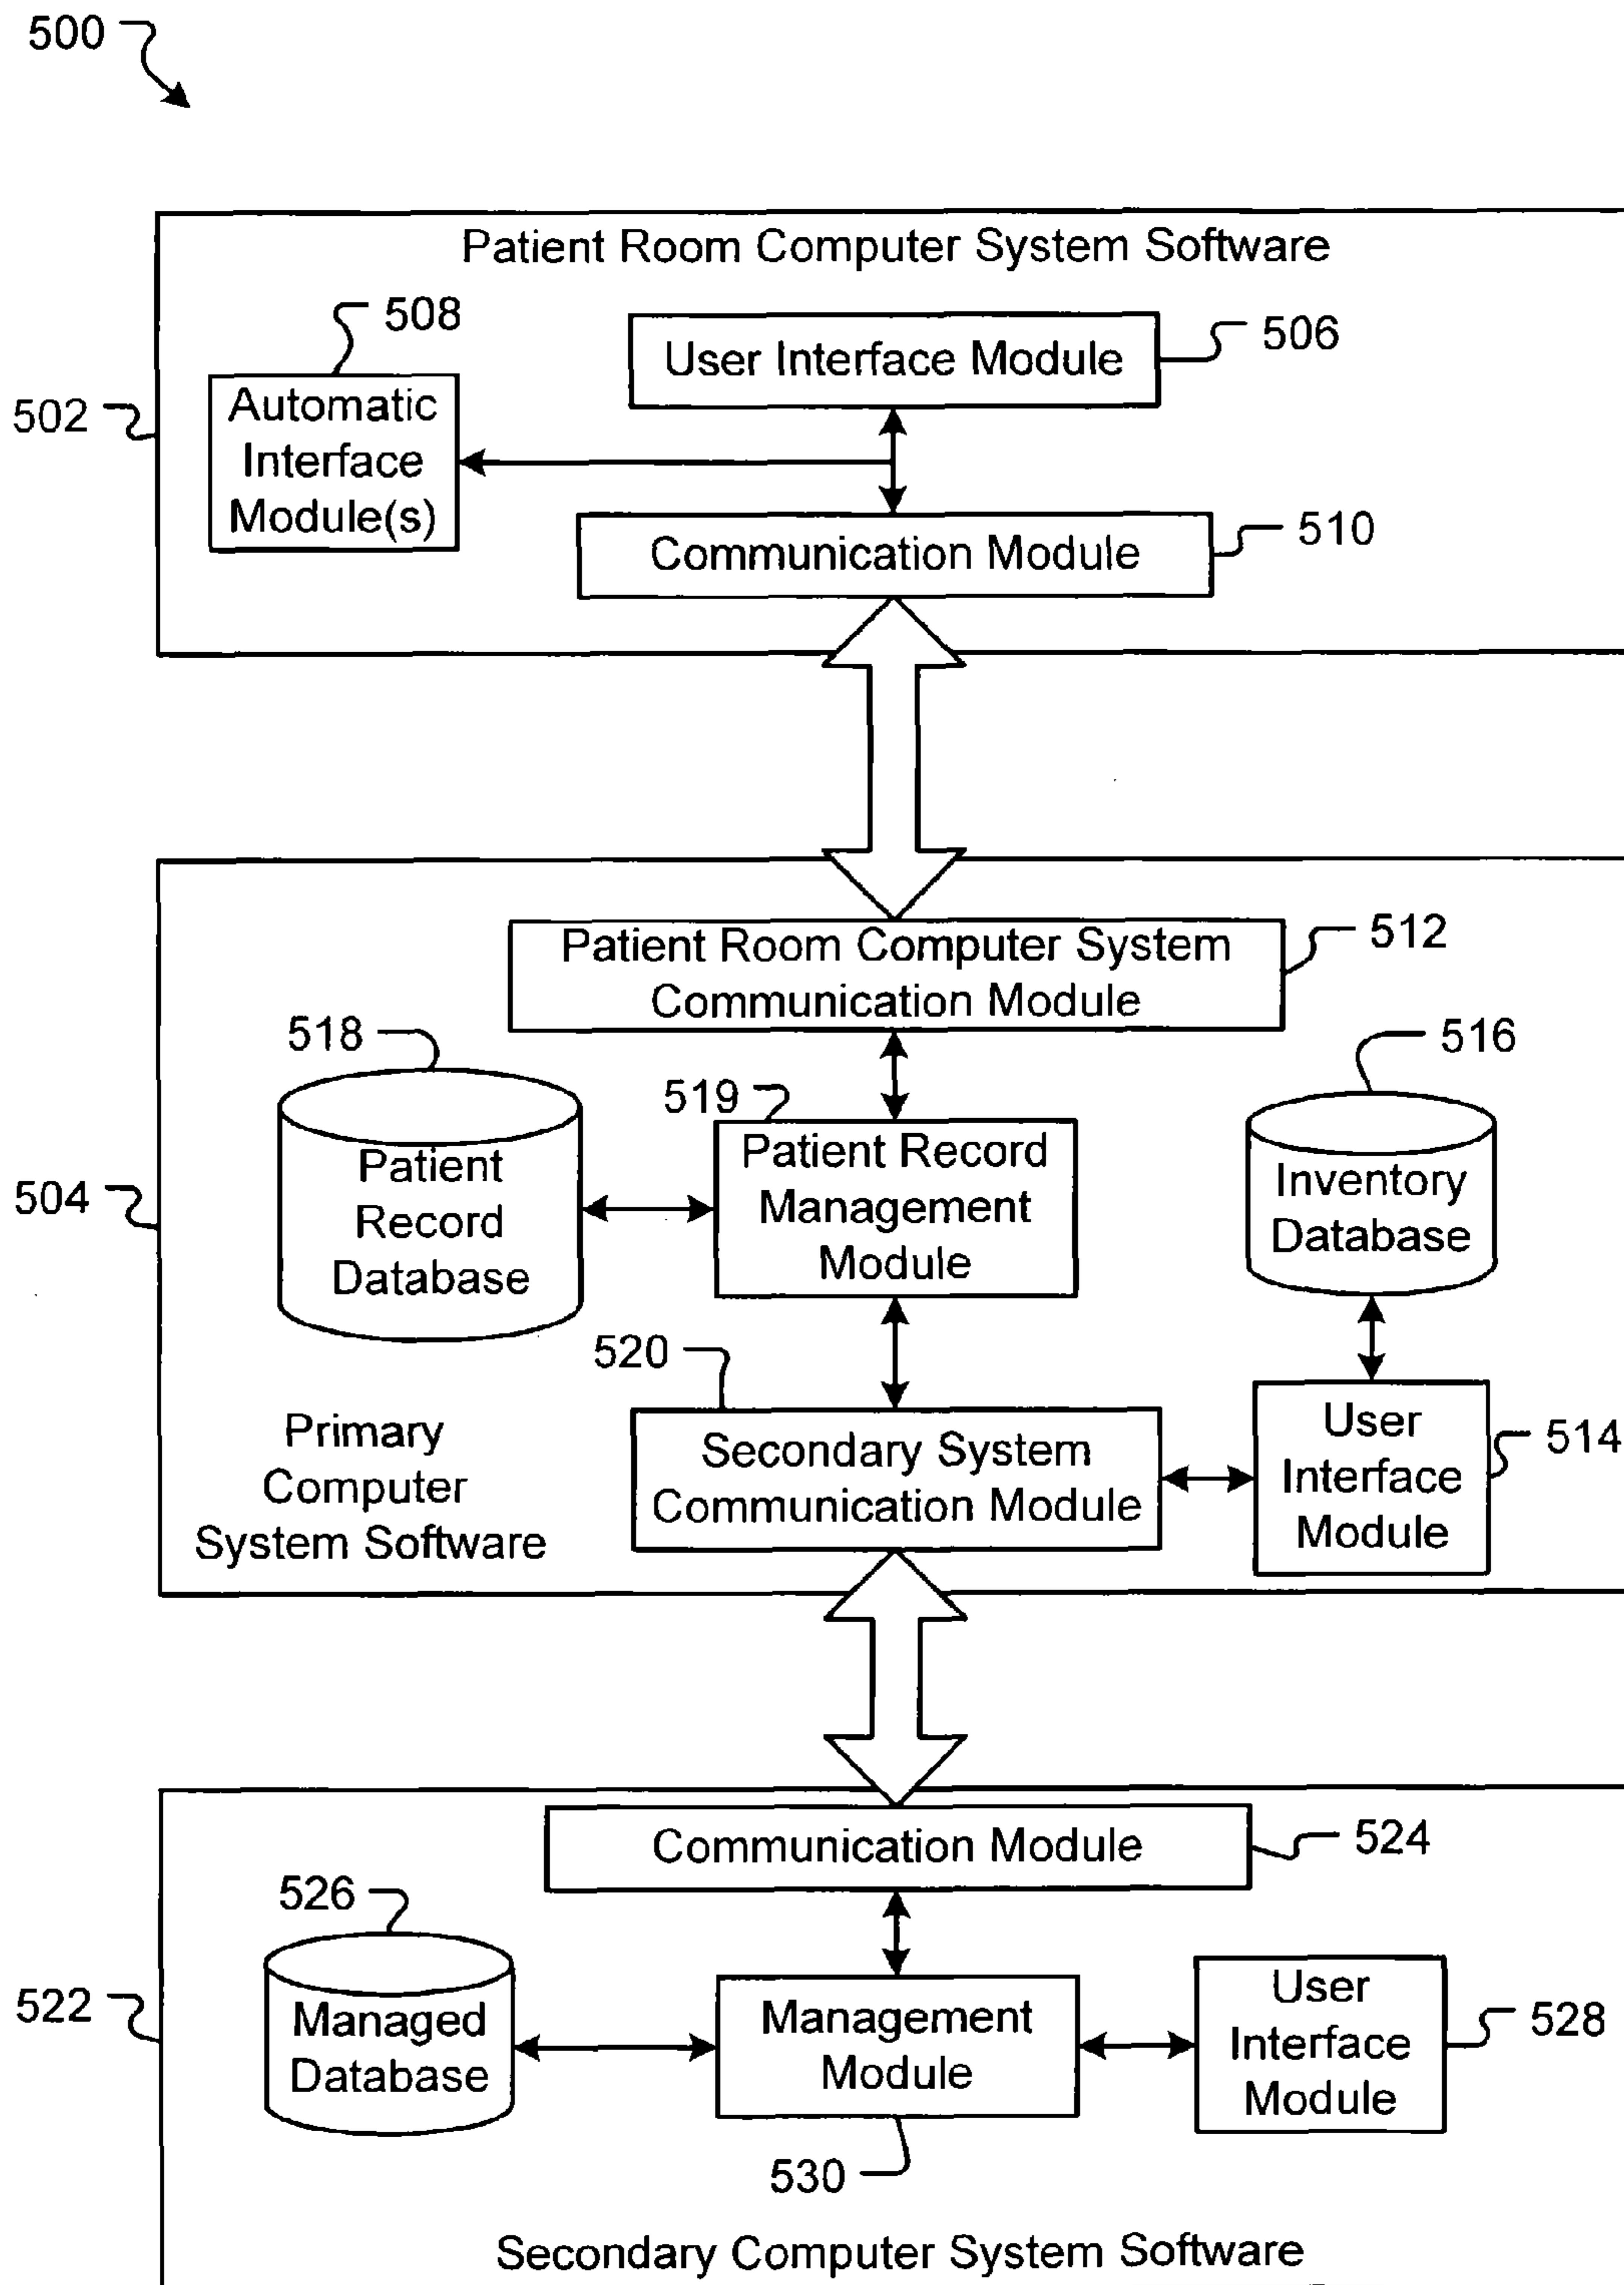 500
Patient Room Computer System Software
508
User Interface Module
506
502
Automatic
Interface
Module(s)
Communication Module
510
Patient Room Computer System
Communication Module
512
518
519
516
504
Patient
Record
Database
Patient Record
Management
Module
Inventory
Database
520
Primary
Computer
System Software
Secondary System
Communication Module
User
Interface
Module
514
Communication Module
524
526
522
Managed
Database
Management
Module
User
Interface
Module
528
530
Secondary Computer System Software